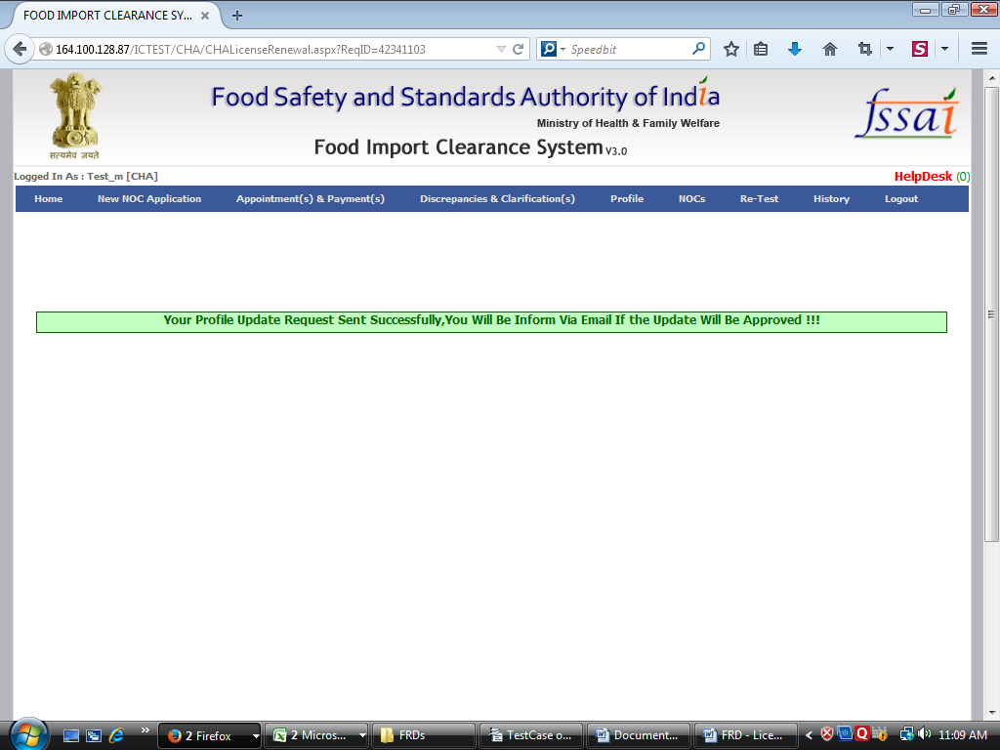 FOOD IMPORT CLEARANCE SY...
164.100.128.87/ICTEST/CHA/CHALicenseRenewal.aspx?ReqID=42341103
Speedbit
S
सत्यमेव जयते
Food Safety and Standards Authority of India
Ministry of Health & Family Welfare
Food Import Clearance System V3.0
fssai
Logged In As : Test_m [CHA]
HelpDesk (0)
Home New NOC Application Appointment(s) & Payment(s) Discrepancies & Clarification(s) Profile NOCs Re-Test History Logout
Your Profile Update Request Sent Successfully,You Will Be Inform Via Email If the Update Will Be Approved !!!
2 Firefox 2 Micros... FRDs TestCase o... Document... FRD - Lice... 11:09 AM